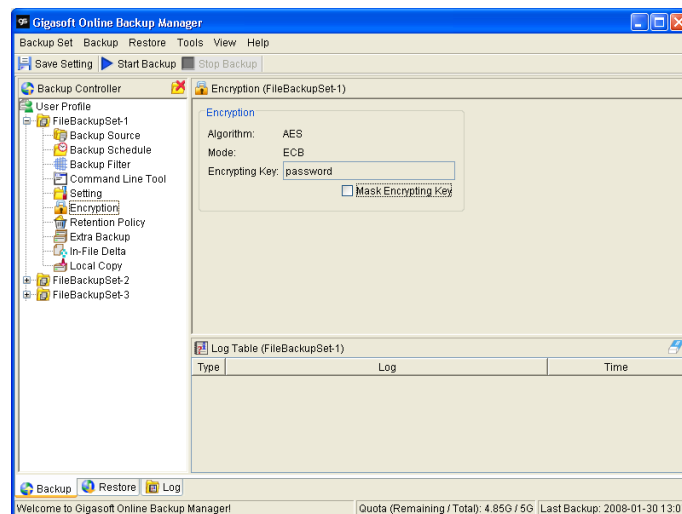 Gigasoft Online Backup Manager
Backup Set Backup Restore Tools View Help
Save Setting Start Backup Stop Backup
Backup Controller
User Profile
FileBackupSet-1
Backup Source
Backup Schedule
Backup Filter
Command Line Tool
Setting
Encryption
Retention Policy
Extra Backup
In-File Delta
Local Copy
FileBackupSet-2
FileBackupSet-3
Encryption (FileBackupSet-1)
Encryption
Algorithm: AES
Mode: ECB
Encrypting Key: password
Mask Encrypting Key
Log Table (FileBackupSet-1)
Type Log Time
Backup Restore Log
Welcome to Gigasoft Online Backup Manager! Quota (Remaining / Total): 4.85G / 5G Last Backup: 2008-01-30 13:0